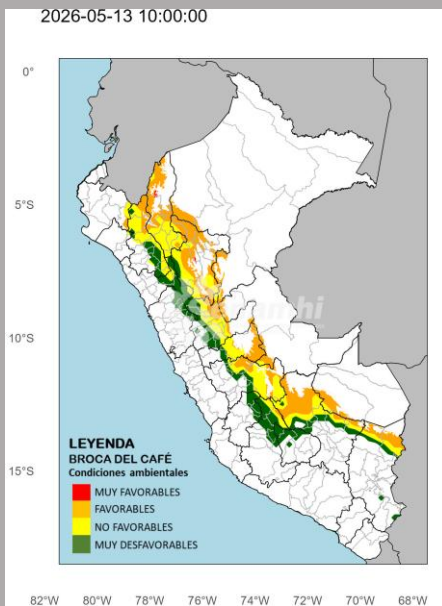 2026-05-13 10:00:00
0°
5°S
10°S
15°S
senamhi
LEYENDA
BROCA DEL CAFÉ
Condiciones ambientales
MUY FAVORABLES
FAVORABLES
NO FAVORABLES
MUY DESFAVORABLES
82°W 80°W 78°W 76°W 74°W 72°W 70°W 68°W